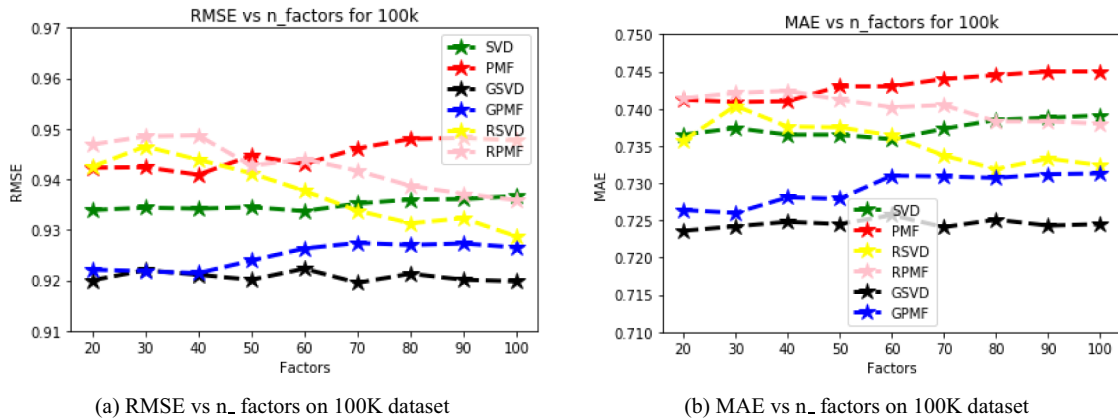 RMSE vs n_factors for 100k
0.97
0.96
0.95
0.94
0.93
0.92
0.91
RMSE
SVD
PMF
GSVD
GPMF
RSVD
RPMF
20 30 40 50 60 70 80 90 100
Factors
(a) RMSE vs n_ factors on 100K dataset
MAE vs n_factors for 100k
0.750
0.745
0.740
0.735
0.730
0.725
0.720
0.715
0.710
MAE
SVD
PMF
RSVD
RPMF
GSVD
GPMF
20 30 40 50 60 70 80 90 100
Factors
(b) MAE vs n_ factors on 100K dataset